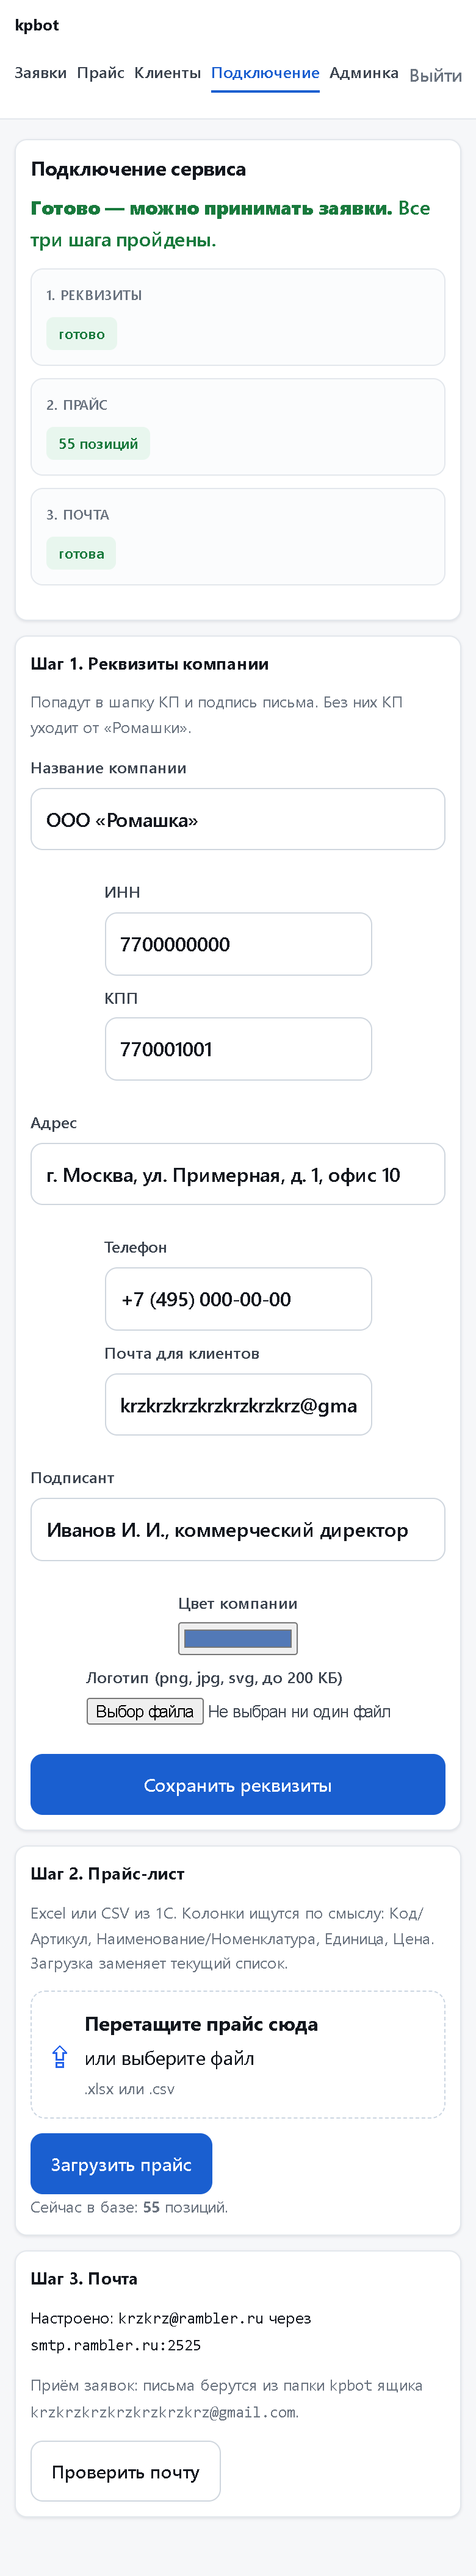 kpbot
Заявки Прайс Клиенты Подключение Админка Выйти
Подключение сервиса
Готово — можно принимать заявки. Все
три шага пройдены.
1. РЕКВИЗИТЫ
готово
2. ПРАЙС
55 позиций
3. ПОЧТА
готова
Шаг 1. Реквизиты компании
Попадут в шапку КП и подпись письма. Без них КП
уходит от «Ромашки».
Название компании
ООО «Ромашка»
ИНН
7700000000
КПП
770001001
Адрес
г. Москва, ул. Примерная, д. 1, офис 10
Телефон
+7 (495) 000-00-00
Почта для клиентов
krzkrzkrzkrzkrzkrzkrz@gma
Подписант
Иванов И. И., коммерческий директор
Цвет компании
Логотип (png, jpg, svg, до 200 КБ)
Выбор файла Не выбран ни один файл
Сохранить реквизиты
Шаг 2. Прайс-лист
Excel или CSV из 1С. Колонки ищутся по смыслу: Код/
Артикул, Наименование/Номенклатура, Единица, Цена.
Загрузка заменяет текущий список.
Перетащите прайс сюда
или выберите файл
.xlsx или .csv
Загрузить прайс
Сейчас в базе: 55 позиций.
Шаг 3. Почта
Настроено: krzkrz@rambler.ru через
smtp.rambler.ru:2525
Приём заявок: письма берутся из папки kpbot ящика
krzkrzkrzkrzkrzkrzkrz@gmail.com.
Проверить почту